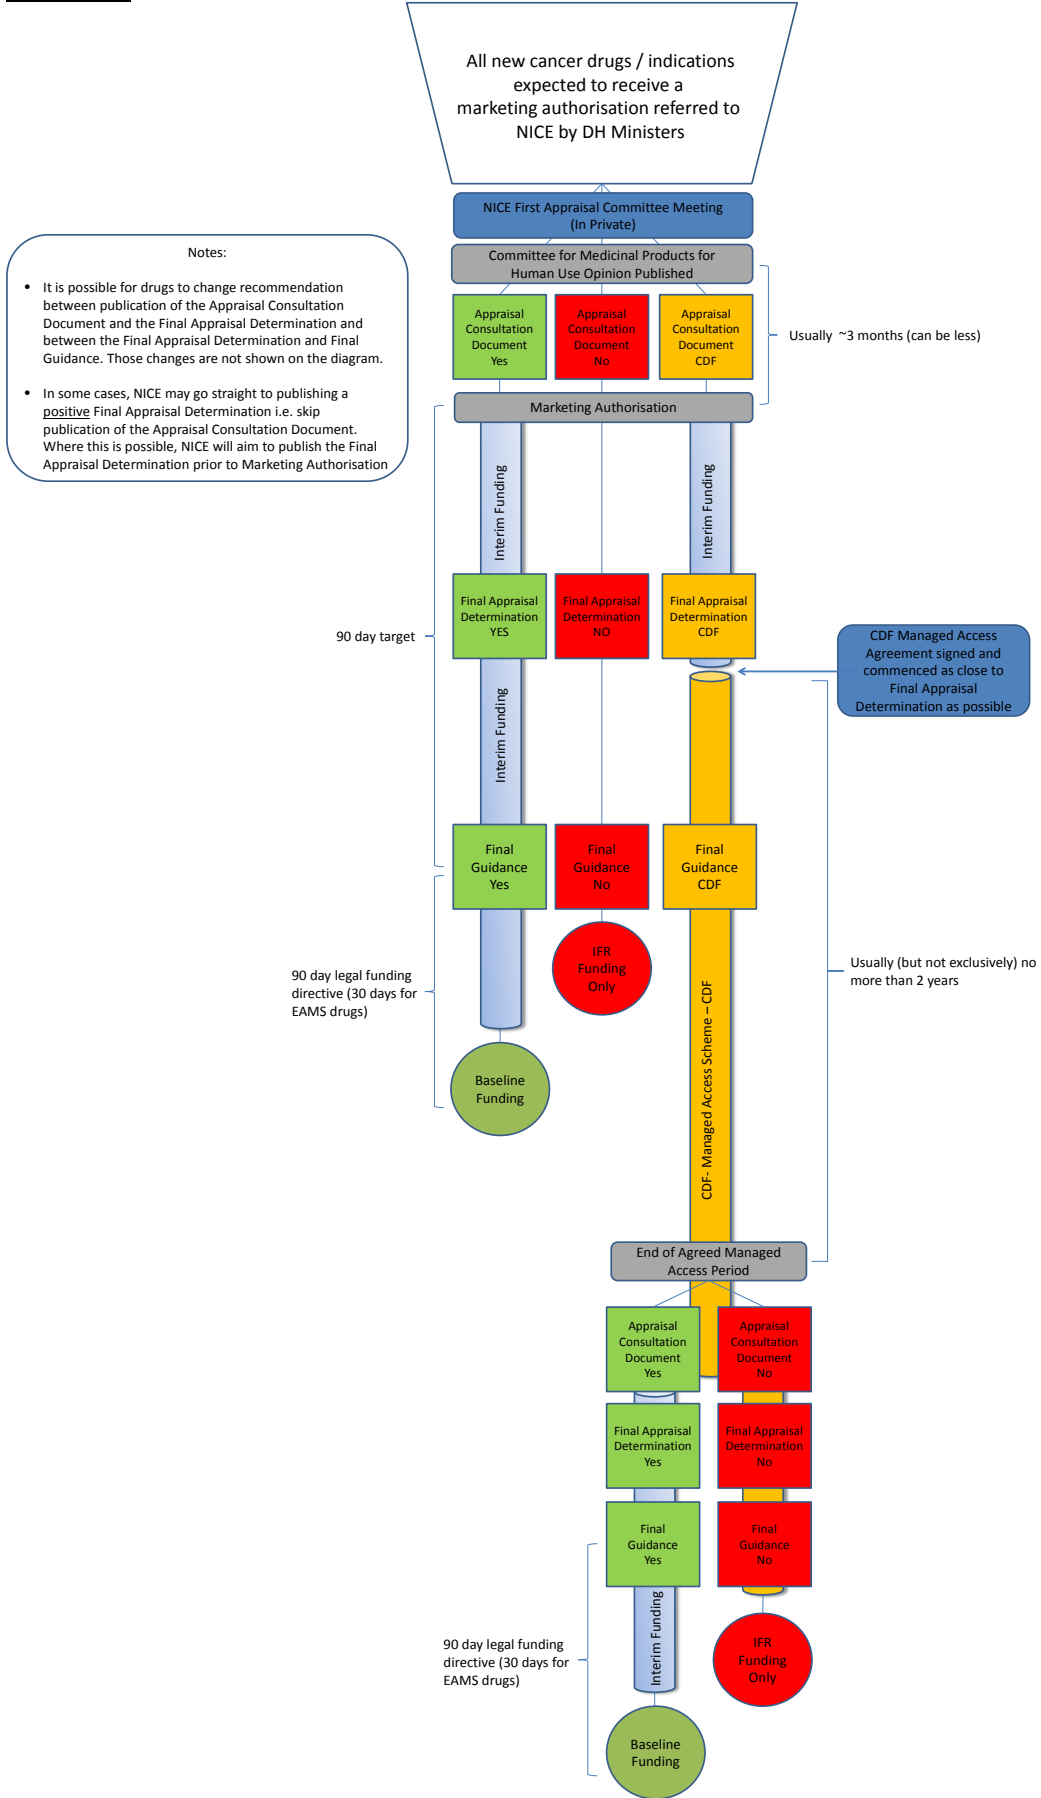 All new cancer drugs / indications
expected to receive a
marketing authorisation referred to
NICE by DH Ministers
NICE First Appraisal Committee Meeting
(In Private)
Committee for Medicinal Products for
Human Use Opinion Published
Notes:
• It is possible for drugs to change recommendation
between publication of the Appraisal Consultation
Document and the Final Appraisal Determination and
between the Final Appraisal Determination and Final
Guidance. Those changes are not shown on the diagram.
• In some cases, NICE may go straight to publishing a
positive Final Appraisal Determination i.e. skip
publication of the Appraisal Consultation Document.
Where this is possible, NICE will aim to publish the Final
Appraisal Determination prior to Marketing Authorisation
Appraisal
Consultation
Document
Yes
Appraisal
Consultation
Document
No
Appraisal
Consultation
Document
CDF
Usually ~3 months (can be less)
Marketing Authorisation
Interim Funding
Interim Funding
90 day target
Final Appraisal
Determination
YES
Final Appraisal
Determination
NO
Final Appraisal
Determination
CDF
CDF Managed Access
Agreement signed and
commenced as close to
Final Appraisal
Determination as possible
Interim Funding
Final
Guidance
Yes
Final
Guidance
No
Final
Guidance
CDF
IFR
Funding
Only
90 day legal funding
directive (30 days for
EAMS drugs)
Usually (but not exclusively) no
more than 2 years
Baseline
Funding
CDF- Managed Access Scheme – CDF
End of Agreed Managed
Access Period
Appraisal
Consultation
Document
Yes
Appraisal
Consultation
Document
No
Final Appraisal
Determination
Yes
Final Appraisal
Determination
No
Final
Guidance
Yes
Final
Guidance
No
Interim Funding
90 day legal funding
directive (30 days for
EAMS drugs)
IFR
Funding
Only
Baseline
Funding